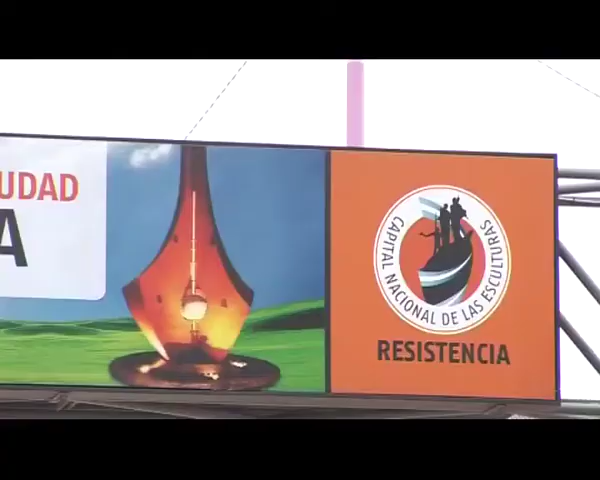 UDAD
A
CAPITAL NACIONAL DE LAS ESCULTURAS
RESISTENCIA